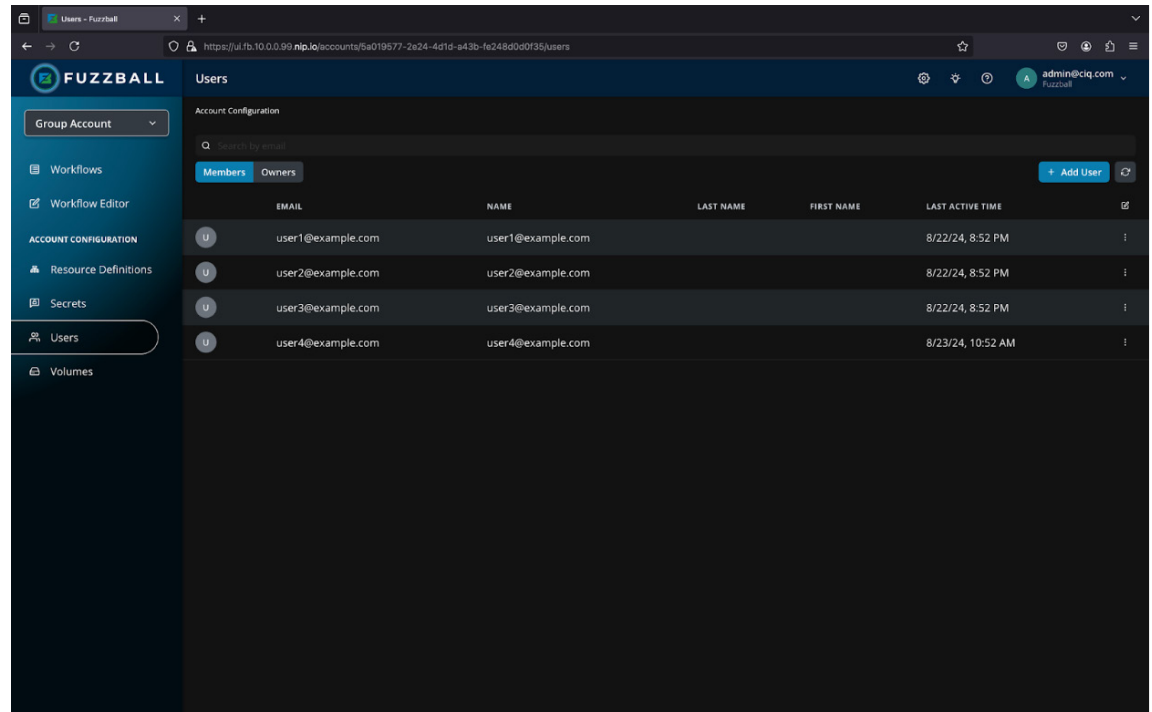 Users - Fuzzball
https://ui.fb.10.0.0.99.nip.io/accounts/5a019577-2e24-4d1d-a43b-fe248d0d0f35/users
FUZZBALL
Users
A
admin@ciq.com
Fuzzball
Group Account
Workflows
Workflow Editor
ACCOUNT CONFIGURATION
Resource Definitions
Secrets
Users
Volumes
Account Configuration
Search by email
Members Owners
+ Add User
EMAIL NAME LAST NAME FIRST NAME LAST ACTIVE TIME
U user1@example.com user1@example.com 8/22/24, 8:52 PM
U user2@example.com user2@example.com 8/22/24, 8:52 PM
U user3@example.com user3@example.com 8/22/24, 8:52 PM
U user4@example.com user4@example.com 8/23/24, 10:52 AM